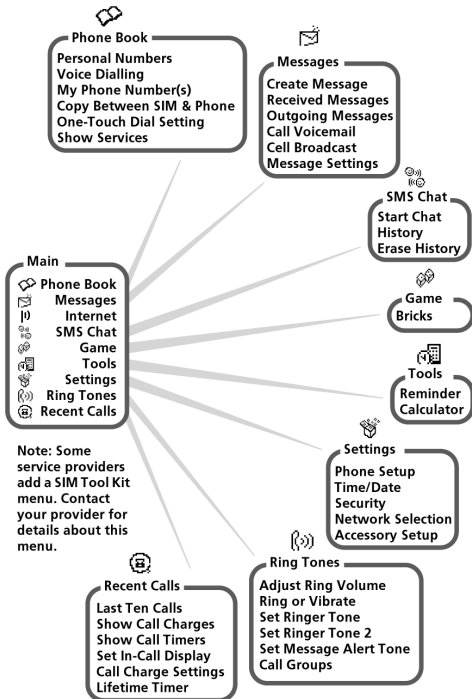 Phone Book
Personal Numbers
Voice Dialling
My Phone Number(s)
Copy Between SIM & Phone
One-Touch Dial Setting
Show Services
Messages
Create Message
Received Messages
Outgoing Messages
Call Voicemail
Cell Broadcast
Message Settings
SMS Chat
Start Chat
History
Erase History
Main
Phone Book
Messages
Internet
SMS Chat
Game
Tools
Settings
Ring Tones
Recent Calls
Game
Bricks
Tools
Reminder
Calculator
Note: Some
service providers
add a SIM Tool Kit
menu. Contact
your provider for
details about this
menu.
Settings
Phone Setup
Time/Date
Security
Network Selection
Accessory Setup
Ring Tones
Adjust Ring Volume
Ring or Vibrate
Set Ringer Tone
Set Ringer Tone 2
Set Message Alert Tone
Call Groups
Recent Calls
Last Ten Calls
Show Call Charges
Show Call Timers
Set In-Call Display
Call Charge Settings
Lifetime Timer